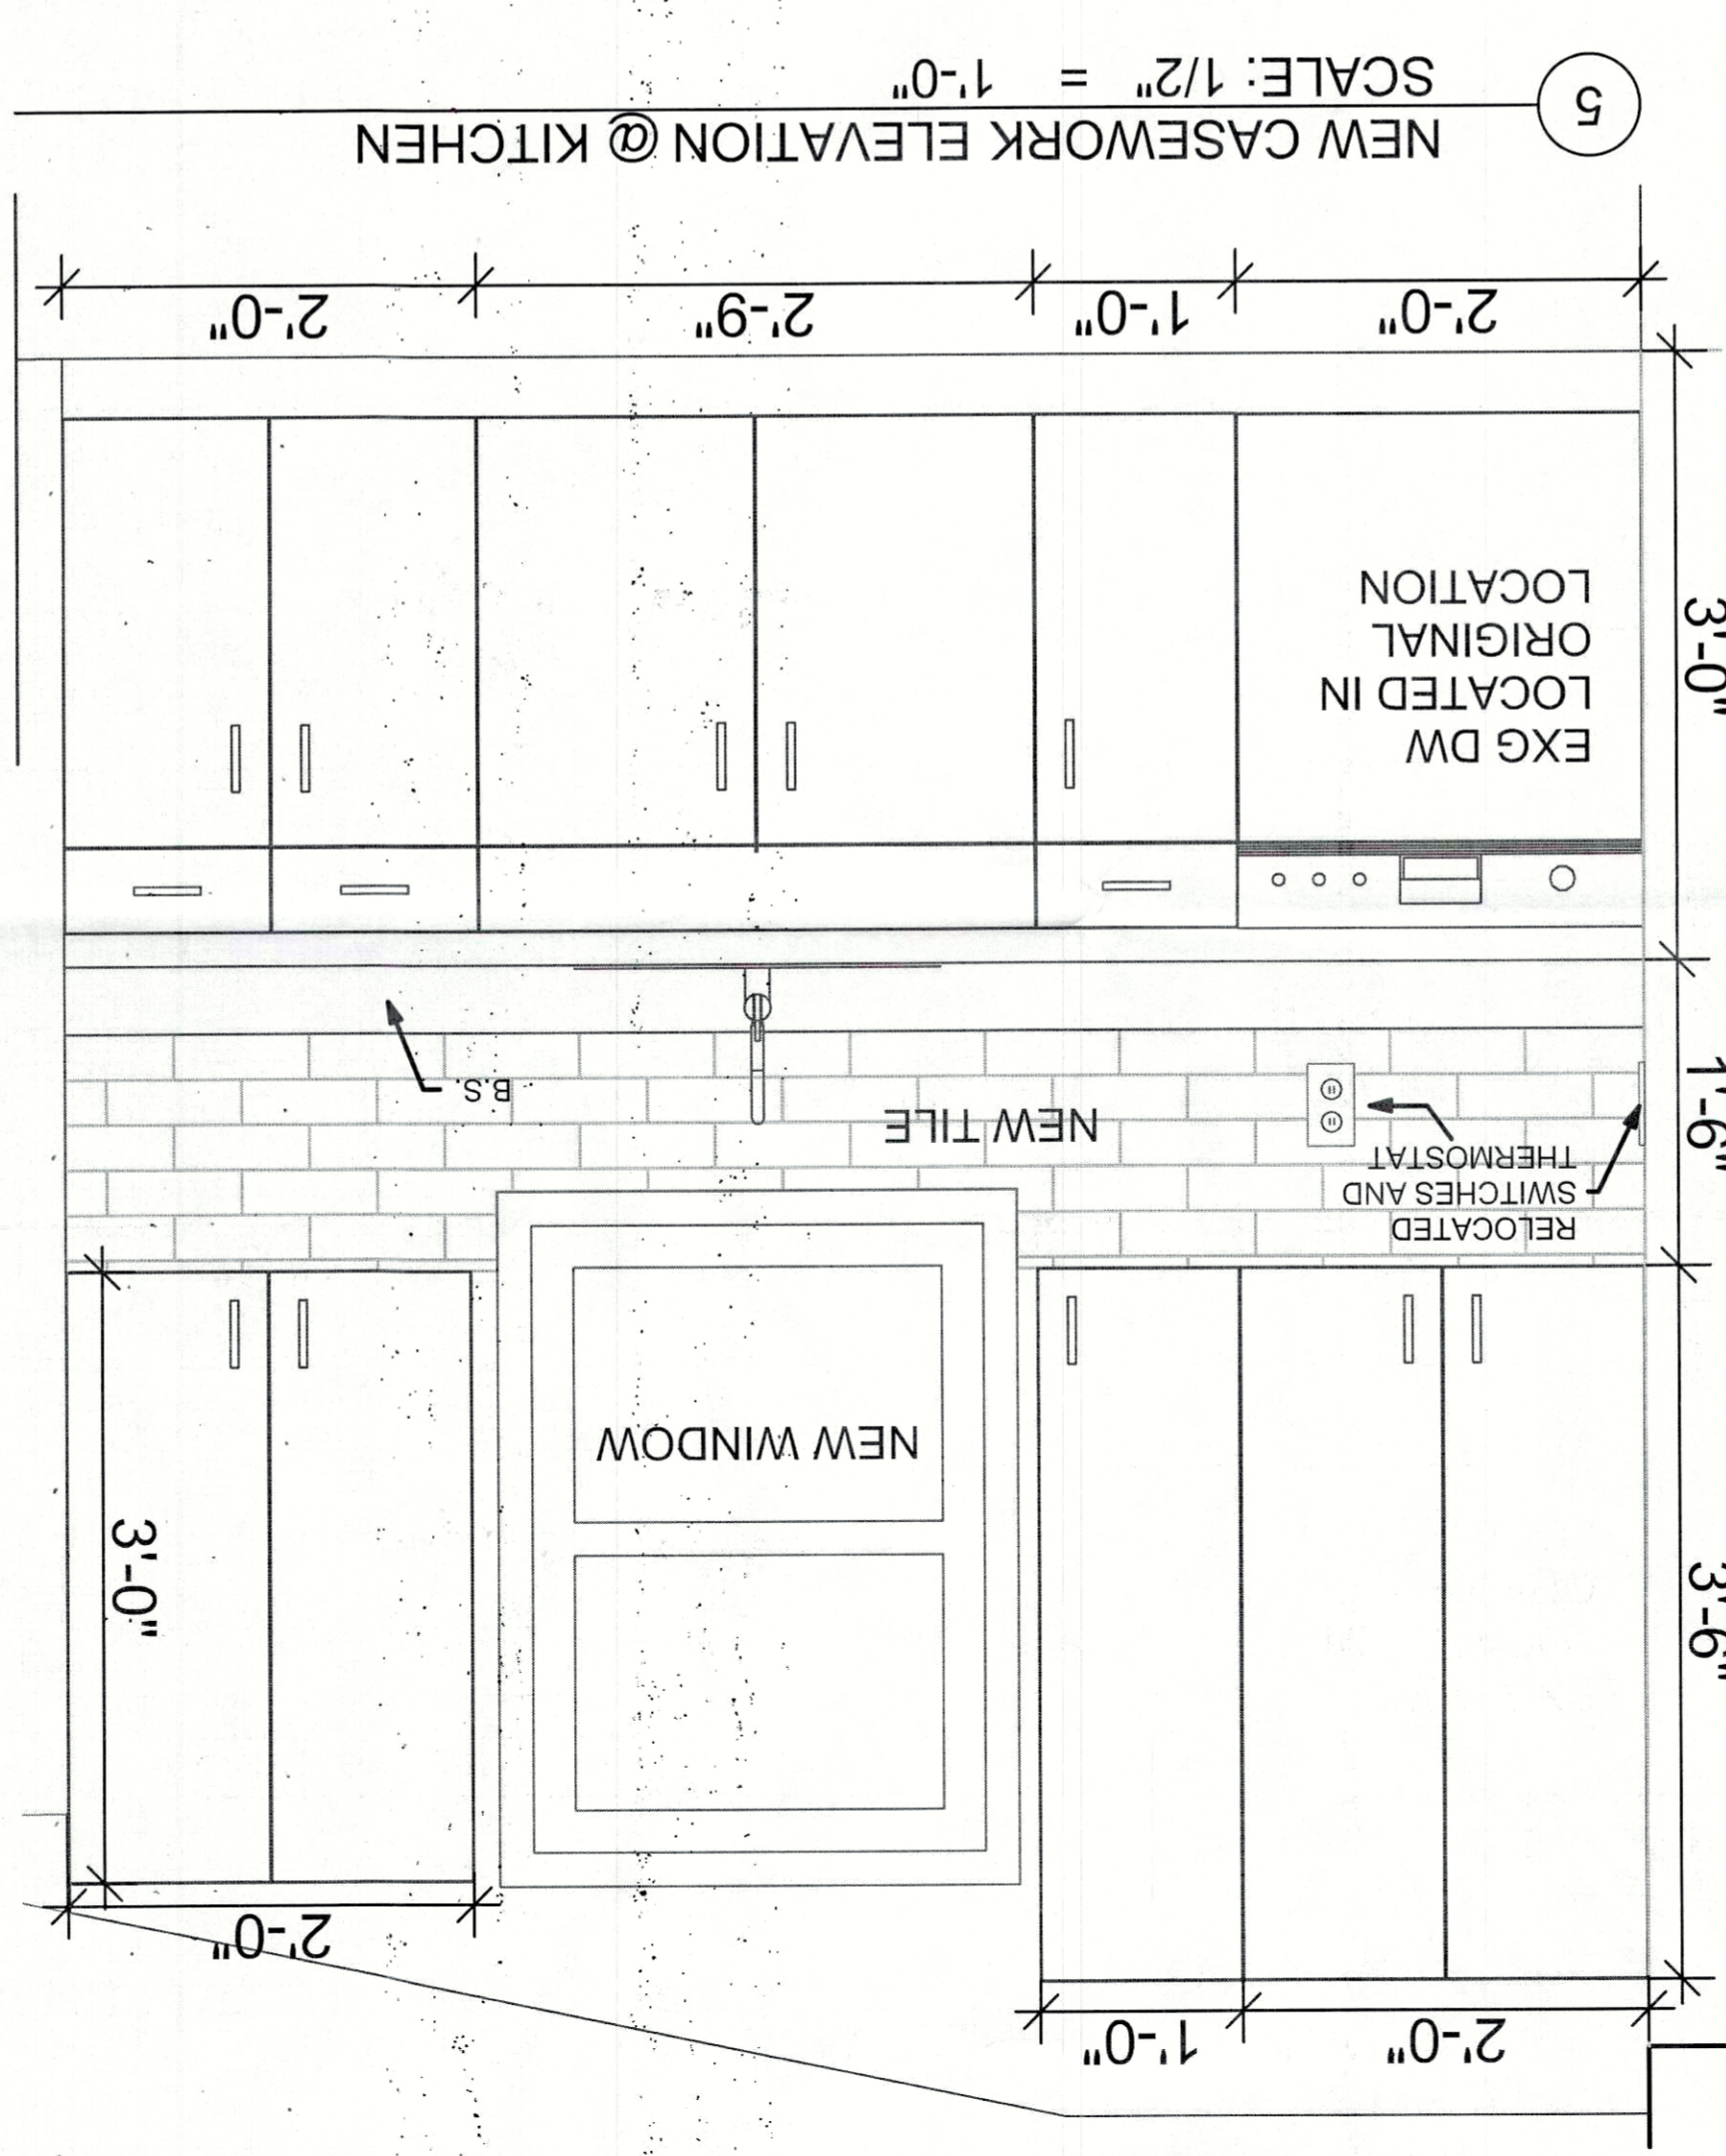 2'-0"
1'-0"
2'-0"
3'-6"
3'-0"
NEW WINDOW
RELOCATED
SWITCHES AND
THERMOSTAT
NEW TILE
B.S.
1'-6"
EXG DW
LOCATED IN
ORIGINAL
LOCATION
3'-0"
2'-0"
1'-0"
2'-9"
2'-0"
5
NEW CASEWORK ELEVATION @ KITCHEN
SCALE: 1/2" = 1'-0"